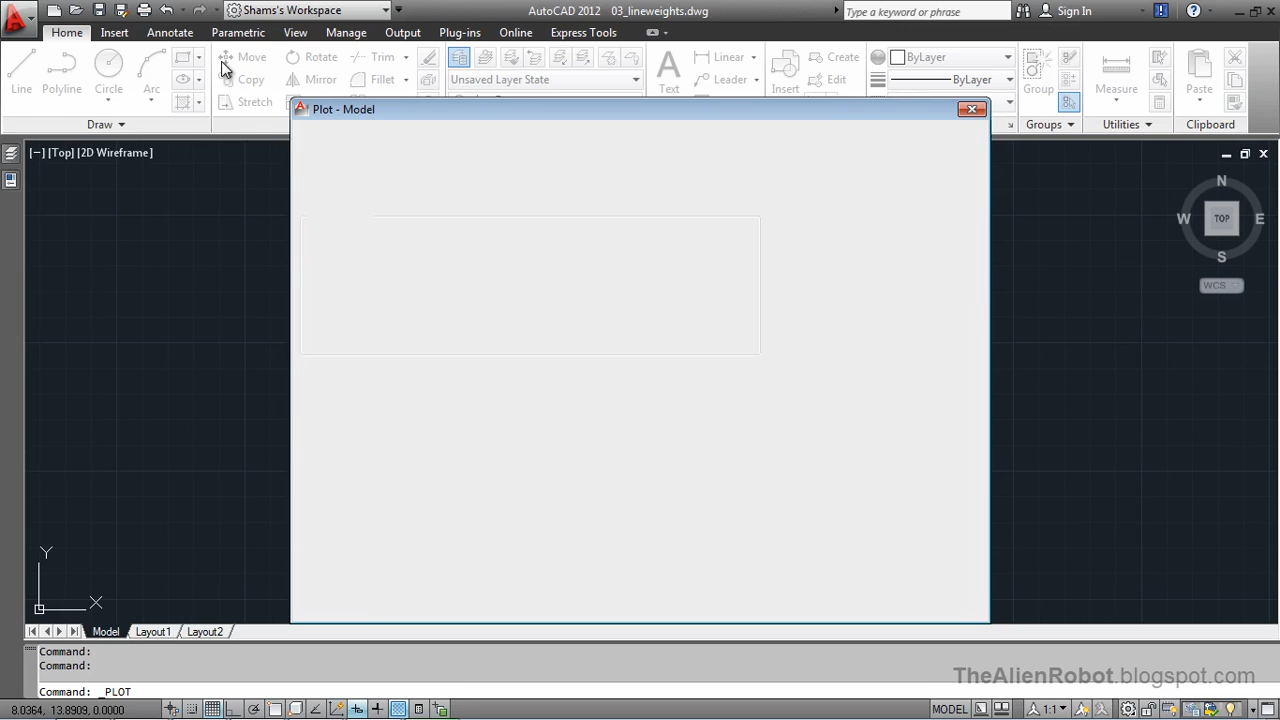 Shams's Workspace
AutoCAD 2012 03_lineweights.dwg
Type a keyword or phrase
Sign In
Home Insert Annotate Parametric View Manage Output Plug-ins Online Express Tools
Line Polyline Circle Arc
Move Rotate Trim
Copy Mirror Fillet
Stretch
Unsaved Layer State
Text
Linear
Leader
Insert
Create
Edit
ByLayer
ByLayer
Group
Measure
Paste
Draw Groups Utilities Clipboard
Plot - Model
[−] [Top] [2D Wireframe]
N
W TOP E
S
WCS
Y
X
Model Layout1 Layout2
Command:
Command:
Command: _PLOT
TheAlienRobot.blogspot.com
8.0364, 13.8909, 0.0000
MODEL
1:1